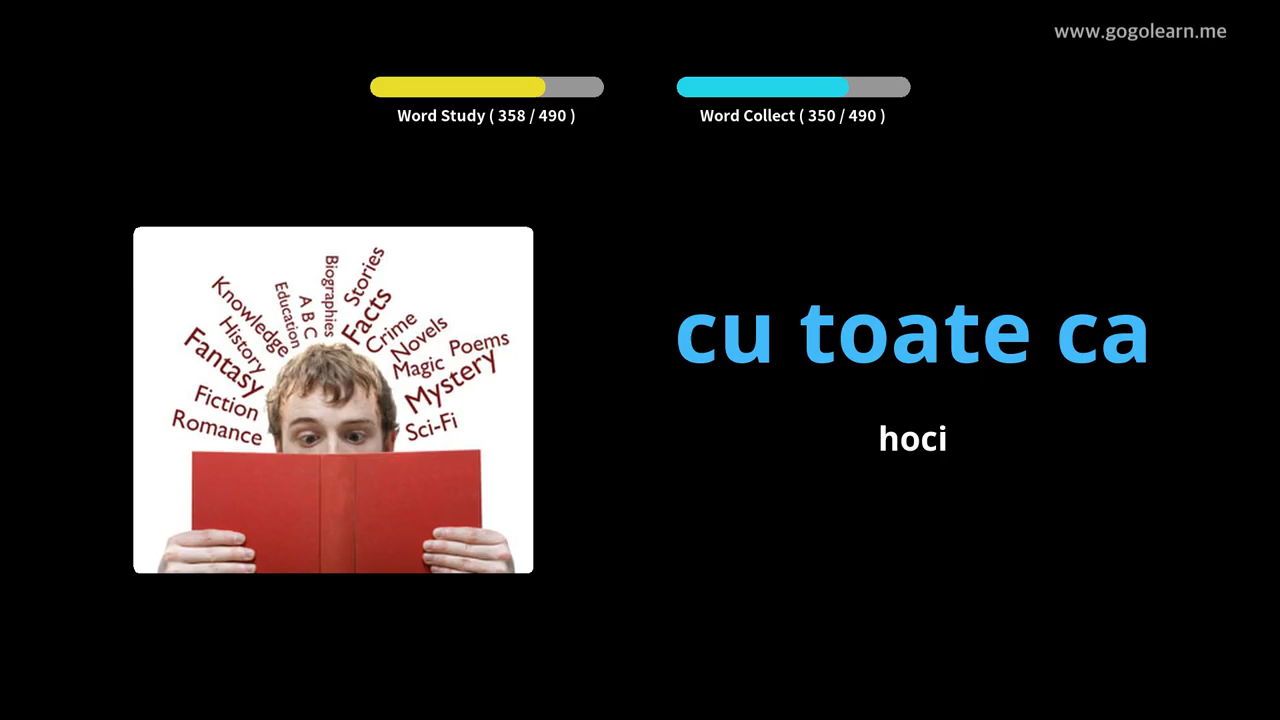 www.gogolearn.me
Word Study ( 358 / 490 )
Word Collect ( 350 / 490 )
Knowledge
Education
A B C
Biographies
Stories
Facts
History
Crime
Novels
Fantasy
Magic
Poems
Mystery
Fiction
Romance
Sci-Fi
cu toate ca
hoci